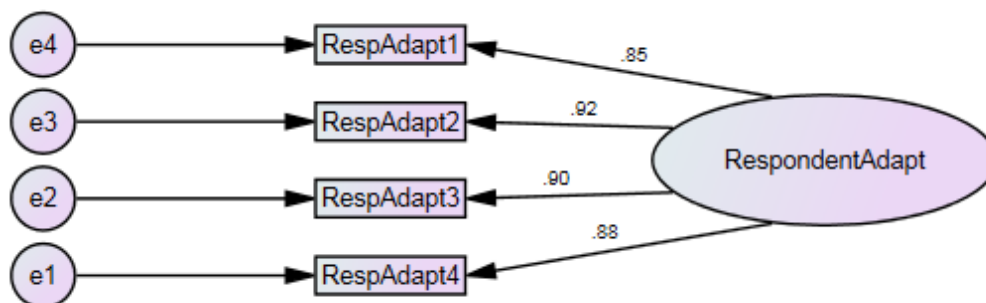 e4
RespAdapt1
.85
e3
RespAdapt2
.92
RespondentAdapt
e2
RespAdapt3
.90
e1
RespAdapt4
.88